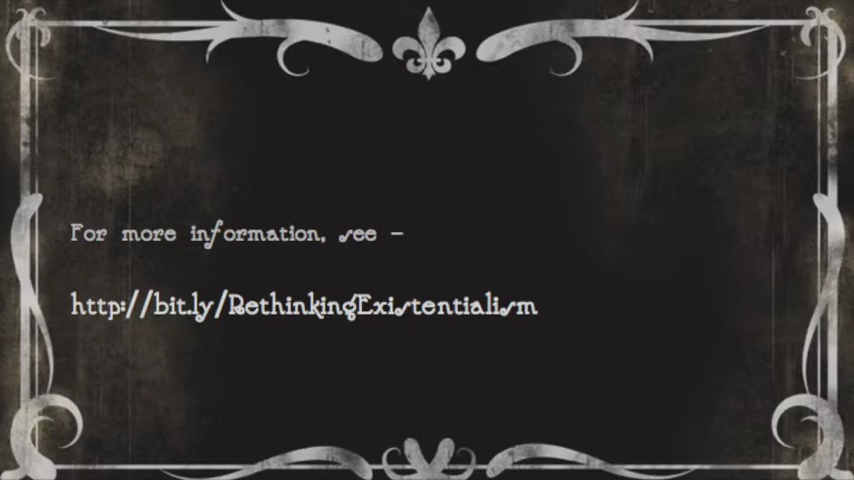 For more information, see -
http://bit.ly/RethinkingExistentialism